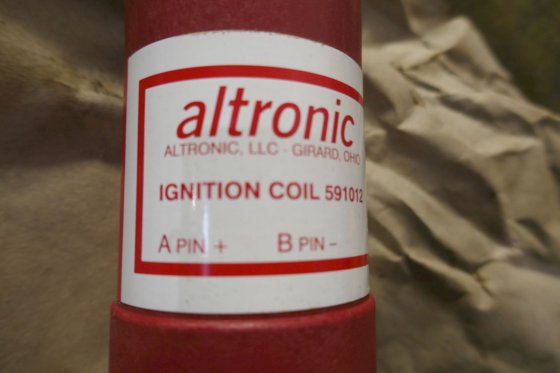 altronic
ALTRONIC, LLC - GIRARD, OHIO
IGNITION COIL 591012
A PIN + B PIN –